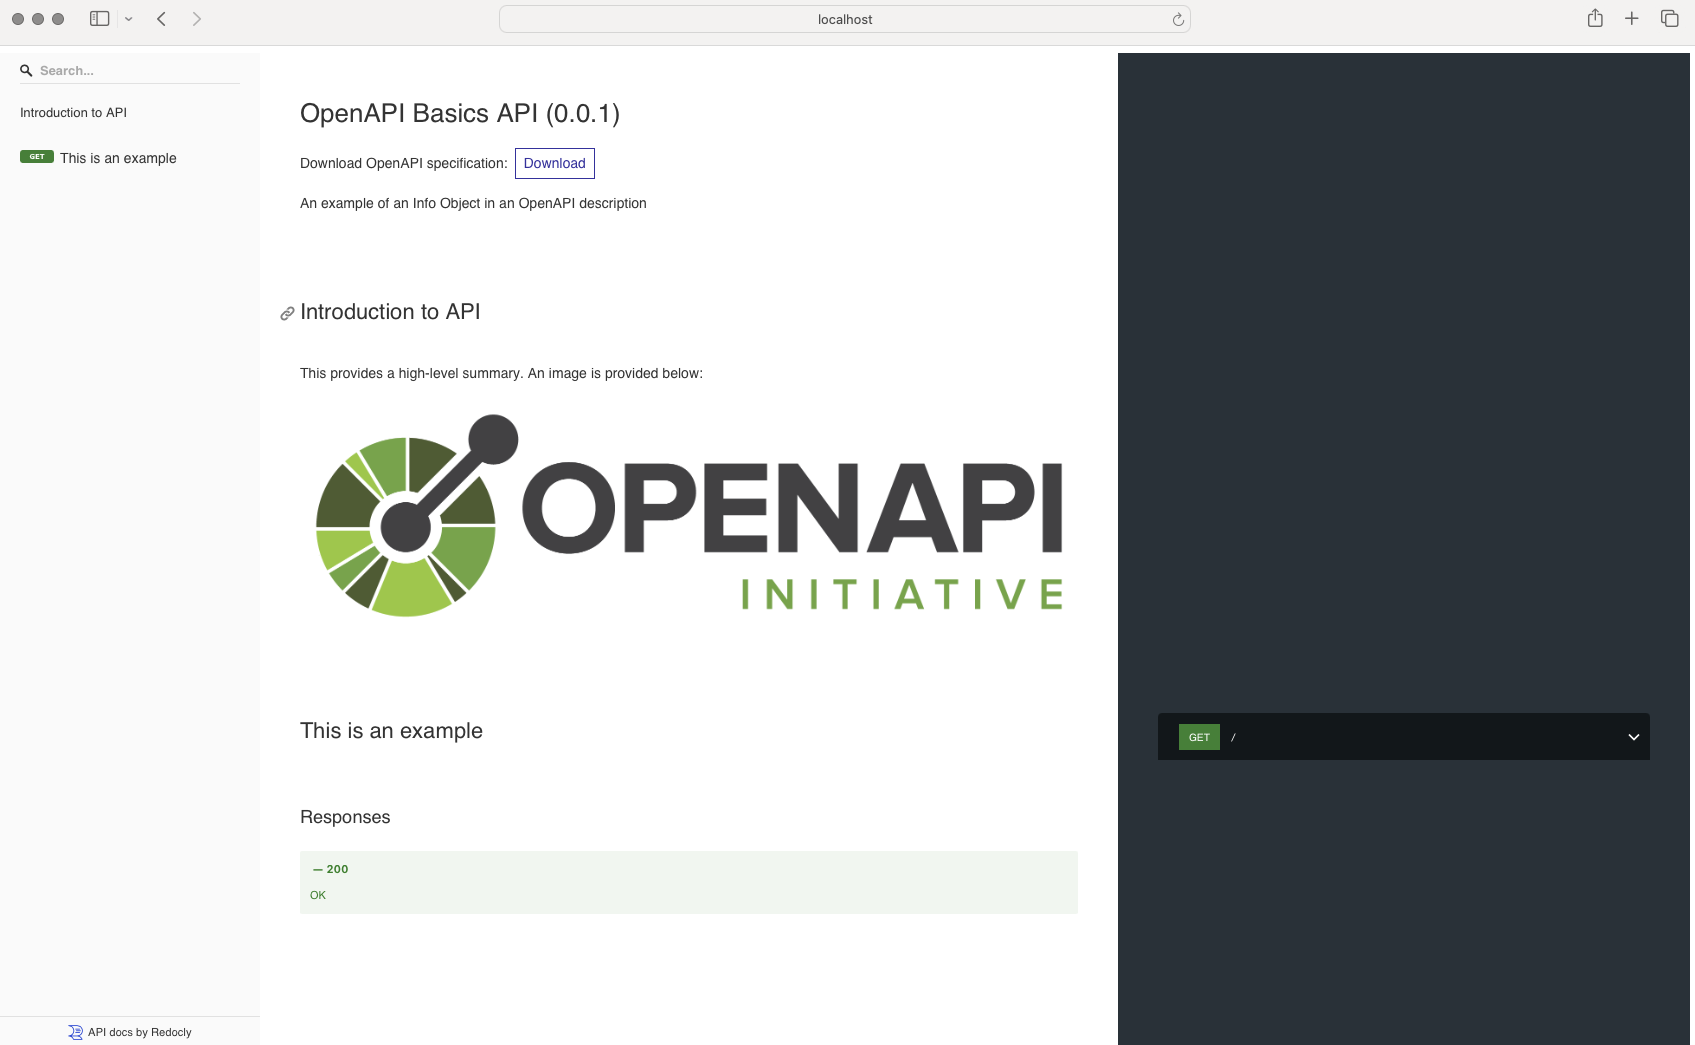 localhost
Search...
Introduction to API
GET This is an example
API docs by Redocly
OpenAPI Basics API (0.0.1)
Download OpenAPI specification: Download
An example of an Info Object in an OpenAPI description
Introduction to API
This provides a high-level summary. An image is provided below:
OPENAPI
INITIATIVE
This is an example
Responses
— 200
OK
GET /